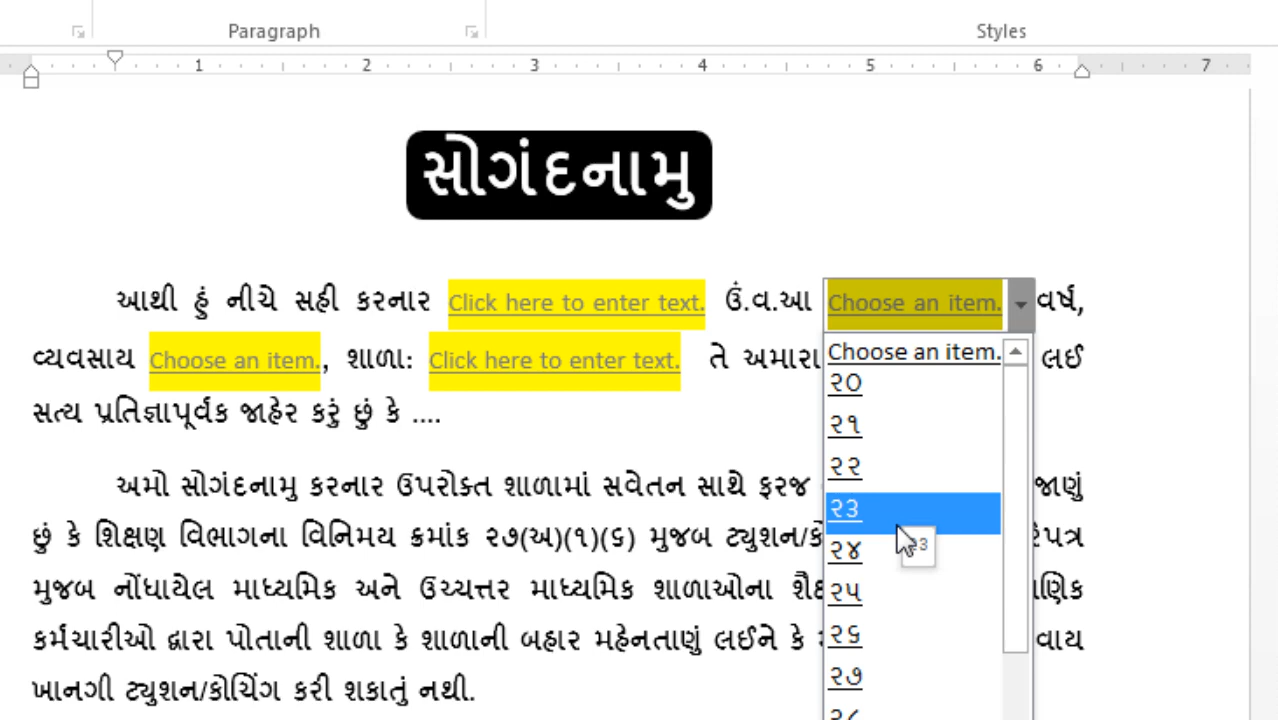 Paragraph Styles
1 2 3 4 5 6 7
સોગંદનામુ
આથી હું નીચે સહી કરનાર Click here to enter text. ઉં.વ.આ Choose an item. વર્ષ,
વ્યવસાય Choose an item., શાળા: Click here to enter text. તે અમારા લઈ
સત્ય પ્રતિજ્ઞાપૂર્વક જાહેર કરું છું કે ....
અમો સોગંદનામુ કરનાર ઉપરોક્ત શાળામાં સવેતન સાથે ફરજ જાણું
છું કે શિક્ષણ વિભાગના વિનિમય ક્રમાંક ૨૭(અ)(૧)(૬) મુજબ
મુજબ નોંધાયેલ માધ્યમિક અને ઉચ્ચત્તર માધ્યમિક શાળાઓના
કર્મચારીઓ દ્વારા પોતાની શાળા કે શાળાની બહાર મહેનતાણું લઈને કે
ખાનગી ટ્યુશન/કોચિંગ કરી શકાતું નથી.
Choose an item.
૨૦
૨૧
૨૨
૨૩
૨૩
૨૪
૨૫
૨૬
૨૭